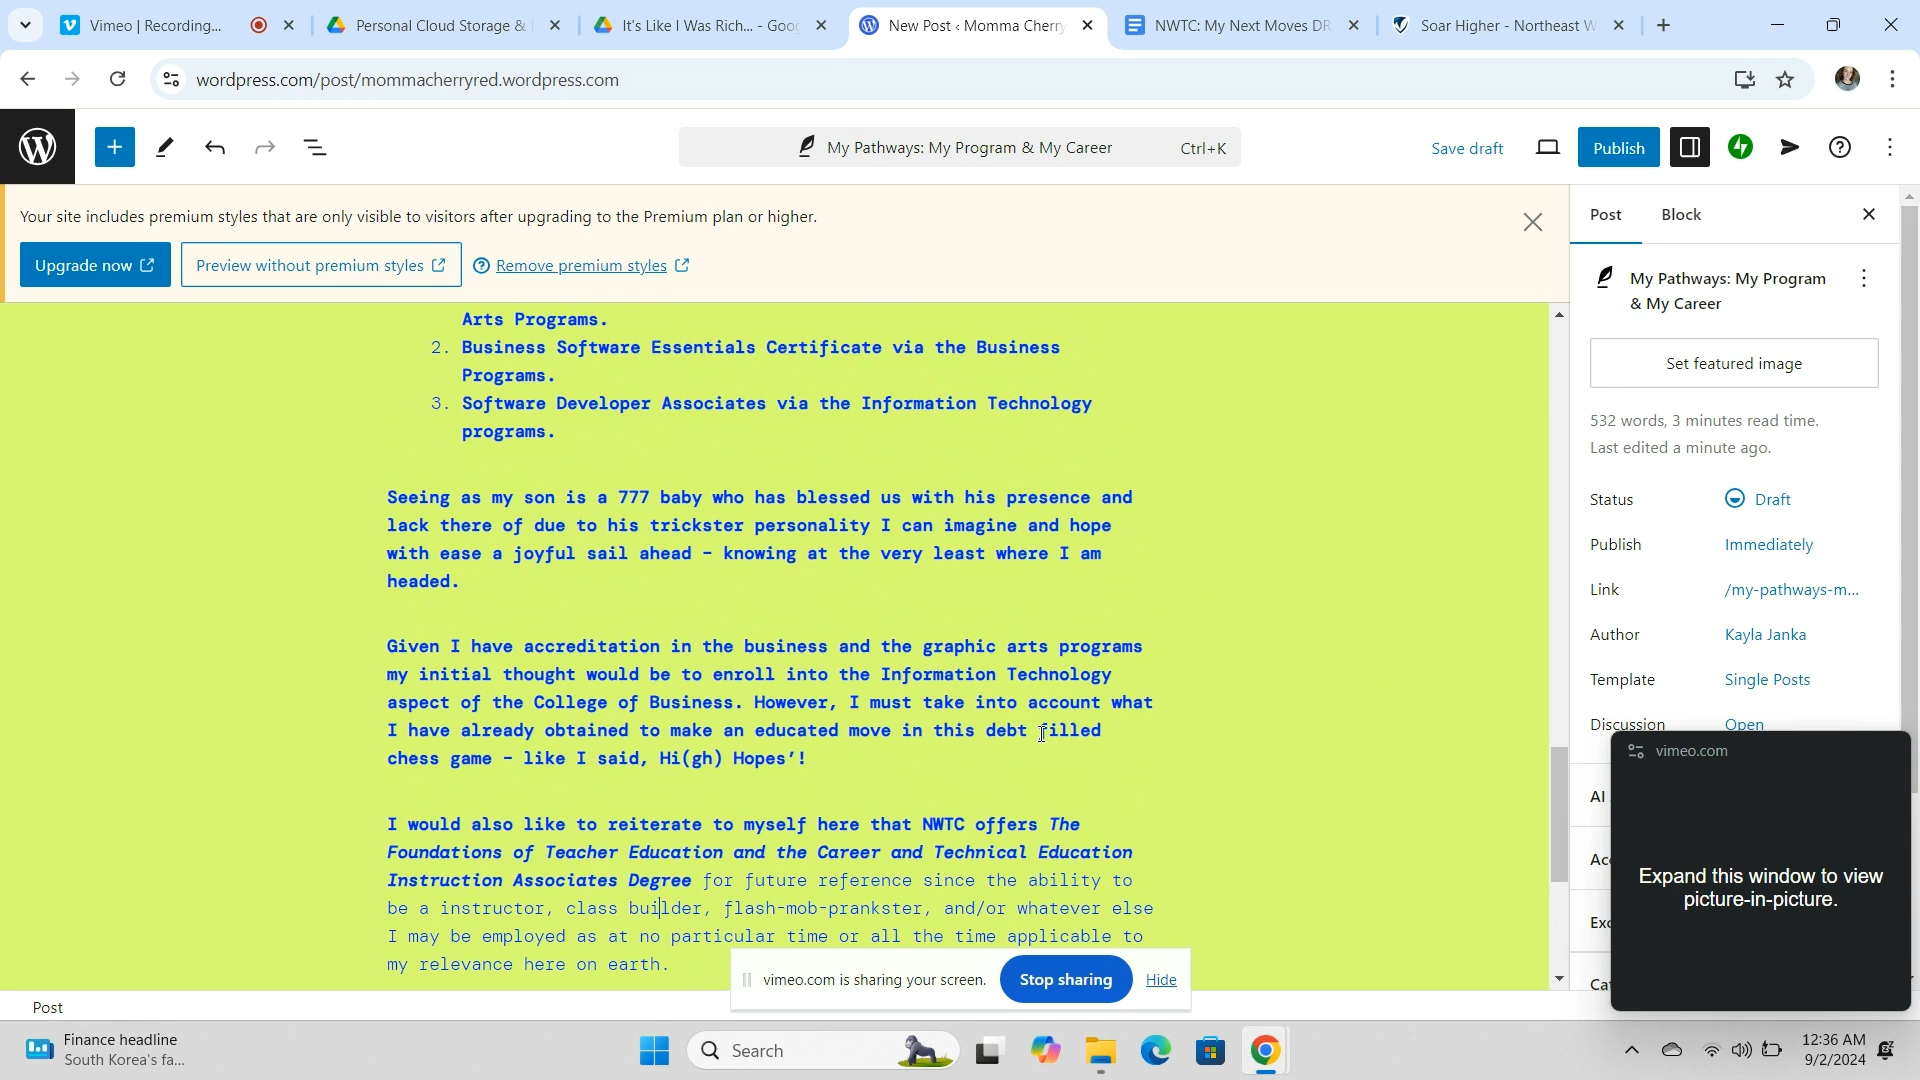 Vimeo | Recording...
Personal Cloud Storage &
It's Like I Was Rich... - Goo
New Post ‹ Momma Cherry
NWTC: My Next Moves DR
Soar Higher - Northeast W
wordpress.com/post/mommacherryred.wordpress.com
My Pathways: My Program & My Career
Ctrl+K
Save draft
Publish
Your site includes premium styles that are only visible to visitors after upgrading to the Premium plan or higher.
Upgrade now
Preview without premium styles
Remove premium styles
Arts Programs.
2. Business Software Essentials Certificate via the Business
Programs.
3. Software Developer Associates via the Information Technology
programs.
Seeing as my son is a 777 baby who has blessed us with his presence and
lack there of due to his trickster personality I can imagine and hope
with ease a joyful sail ahead – knowing at the very least where I am
headed.
Given I have accreditation in the business and the graphic arts programs
my initial thought would be to enroll into the Information Technology
aspect of the College of Business. However, I must take into account what
I have already obtained to make an educated move in this debt filled
chess game – like I said, Hi(gh) Hopes’!
I would also like to reiterate to myself here that NWTC offers The
Foundations of Teacher Education and the Career and Technical Education
Instruction Associates Degree for future reference since the ability to
be a instructor, class builder, flash-mob-prankster, and/or whatever else
I may be employed as at no particular time or all the time applicable to
my relevance here on earth.
Post
Block
My Pathways: My Program
& My Career
Set featured image
532 words, 3 minutes read time.
Last edited a minute ago.
Status
Draft
Publish
Immediately
Link
/my-pathways-m...
Author
Kayla Janka
Template
Single Posts
Discussion
Open
AI
vimeo.com
Expand this window to view
picture-in-picture.
vimeo.com is sharing your screen.
Stop sharing
Hide
Post
Finance headline
South Korea's fa...
Search
12:36 AM
9/2/2024